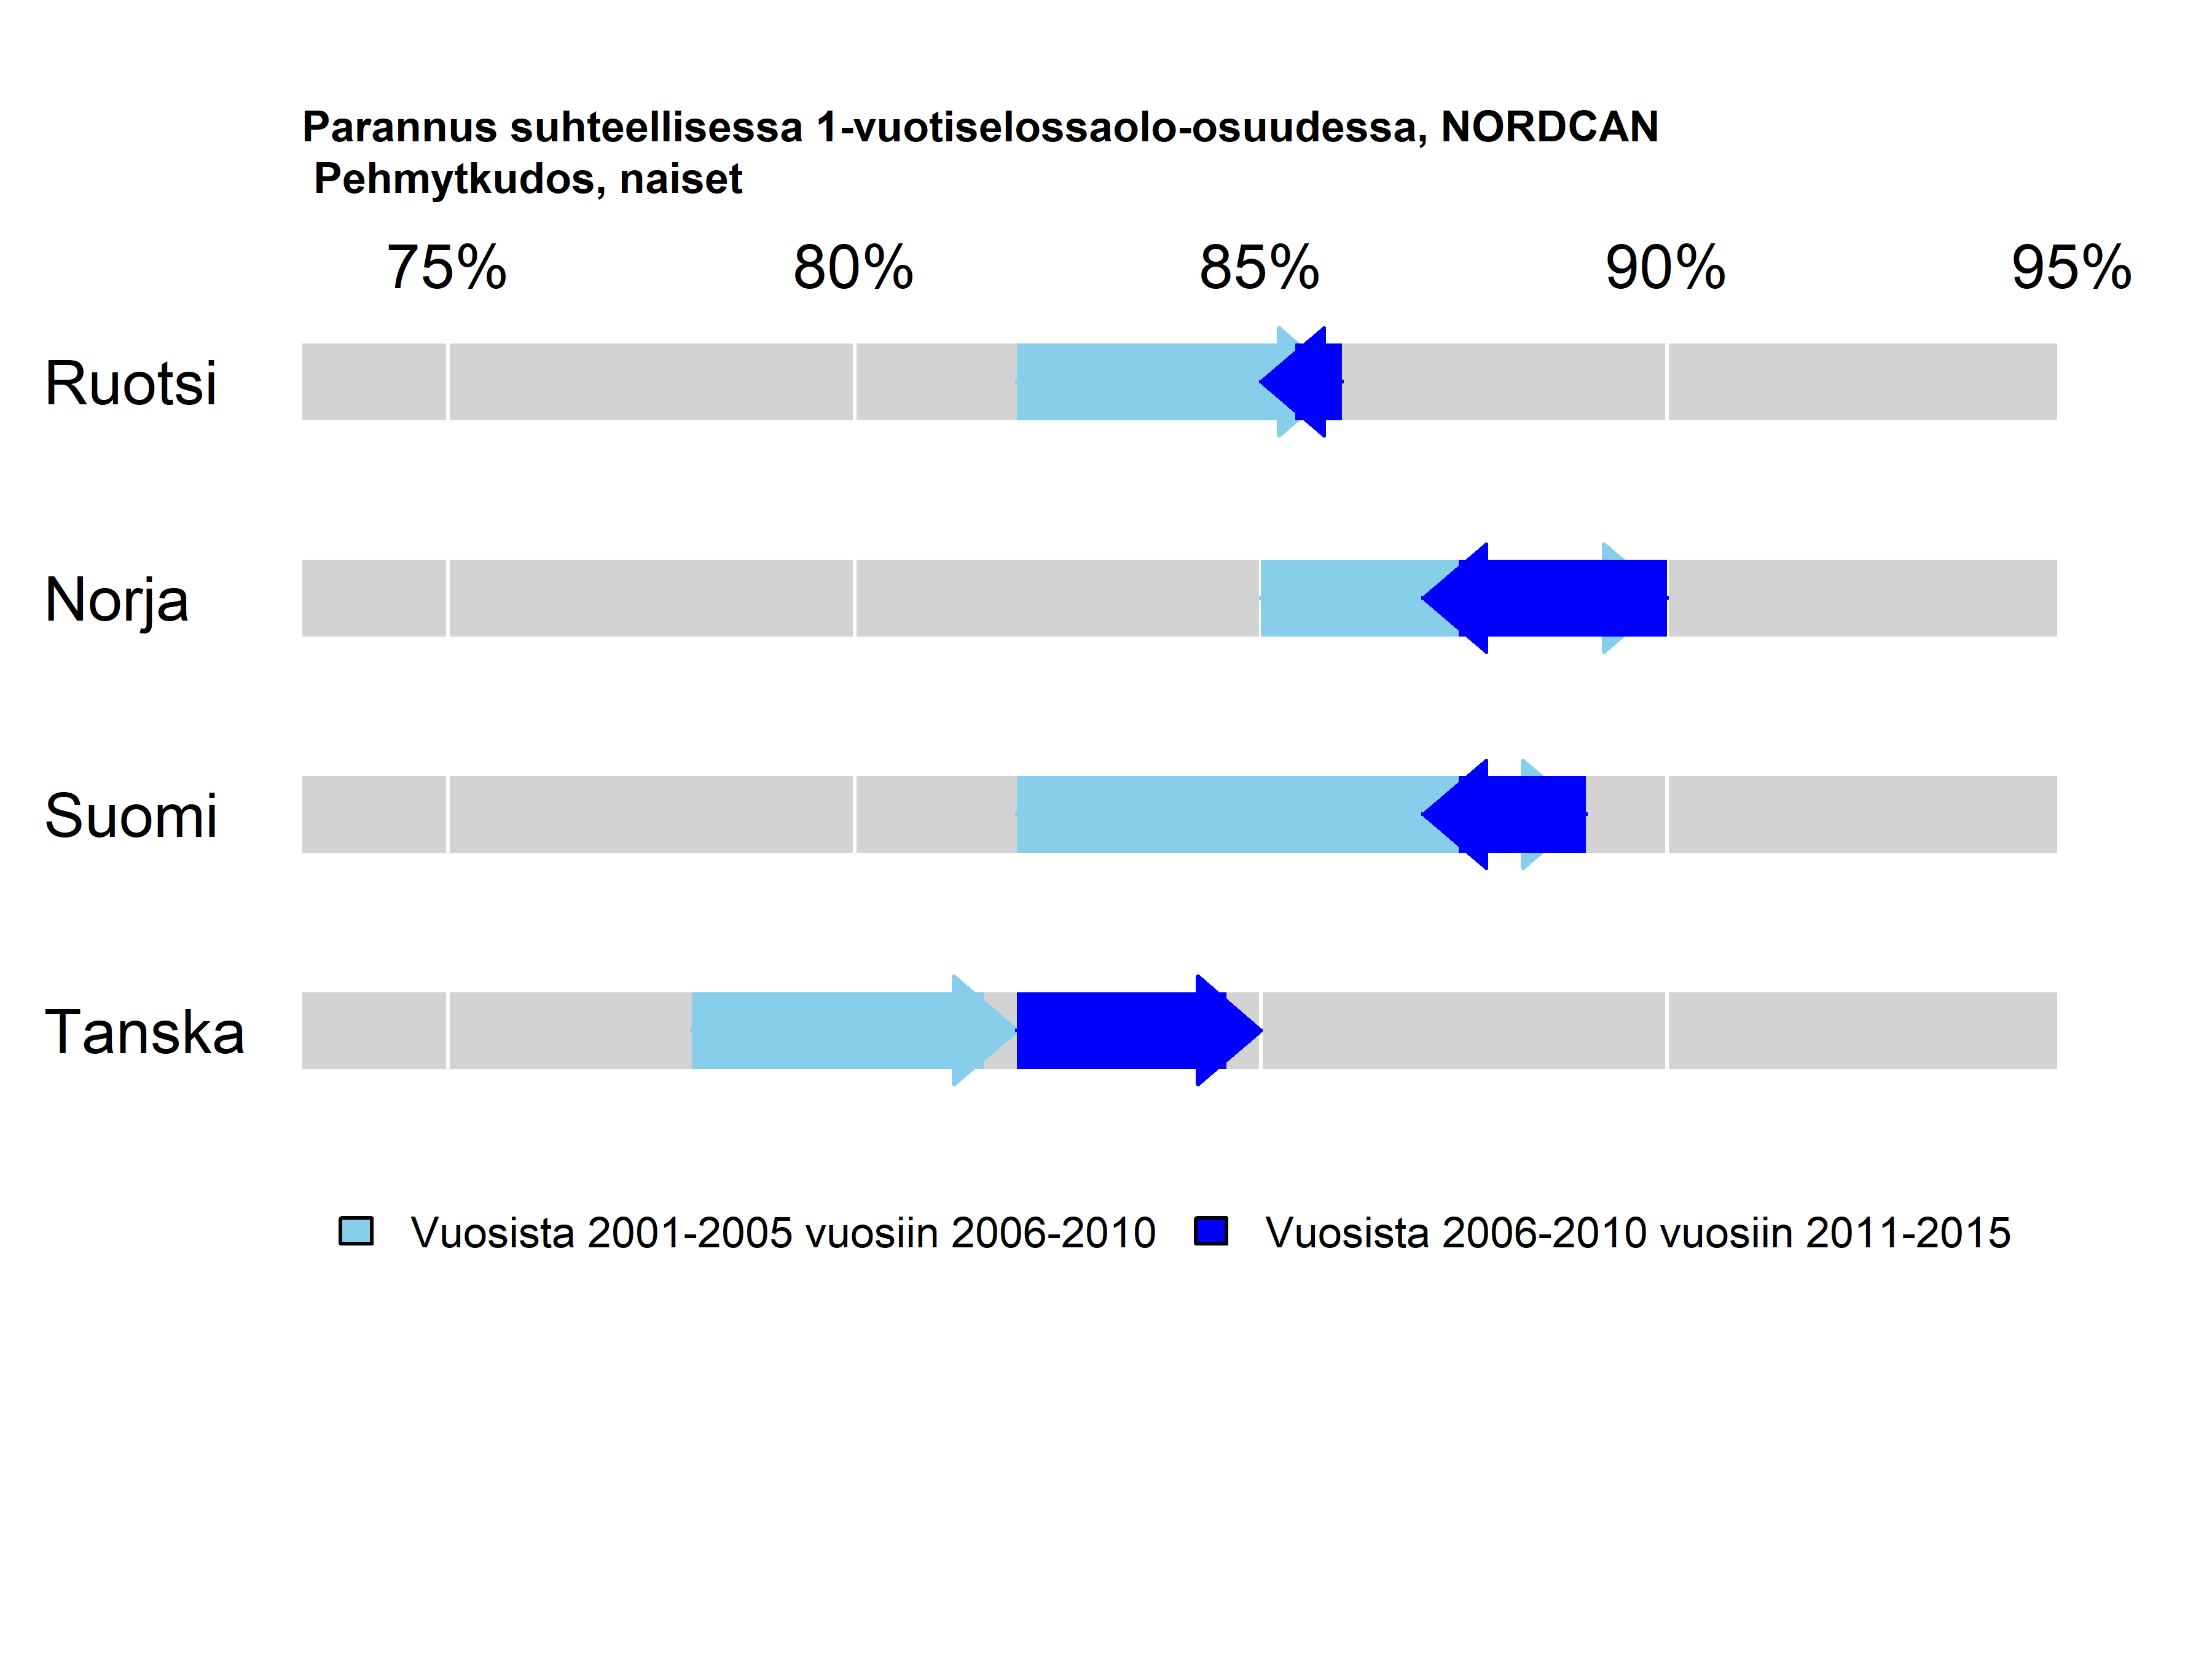 Parannus suhteellisessa 1-vuotiselossaolo-osuudessa, NORDCAN
Pehmytkudos, naiset
75% 80% 85% 90% 95%
Ruotsi
Norja
Suomi
Tanska
Vuosista 2001-2005 vuosiin 2006-2010 Vuosista 2006-2010 vuosiin 2011-2015